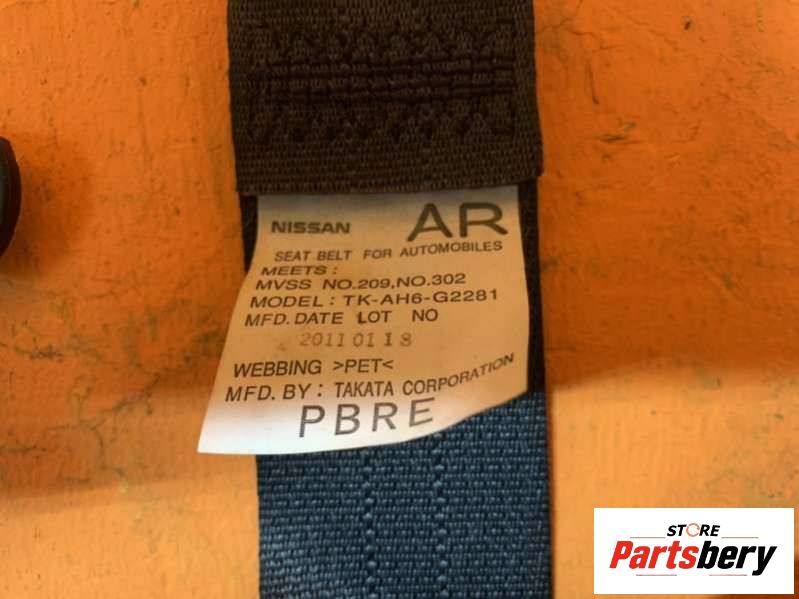 NISSAN AR
SEAT BELT FOR AUTOMOBILES
MEETS :
MVSS NO.209,NO.302
MODEL : TK-AH6-G2281
MFD. DATE LOT NO
20110118
WEBBING >PET<
MFD. BY : TAKATA CORPORATION
PBRE
STORE
Partsbery